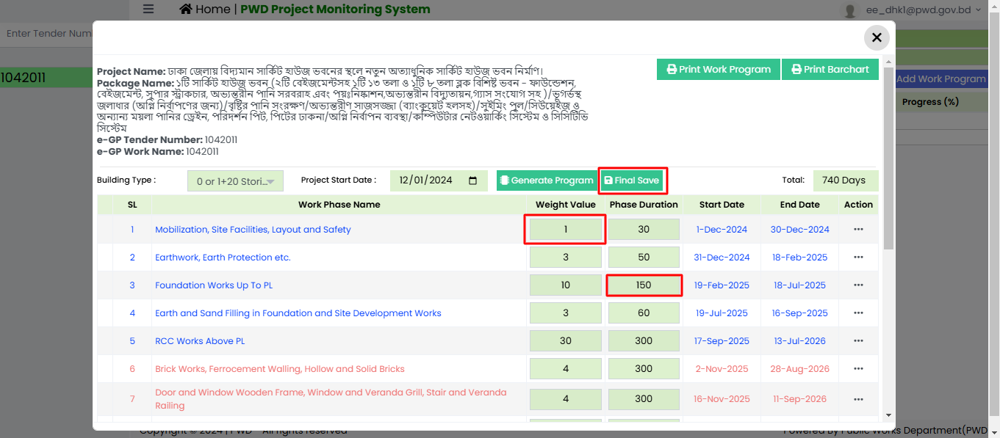 Home | PWD Project Monitoring System
ee_dhk1@pwd.gov.bd
Enter Tender Num
1042011
Add Work Program
Progress (%)
Print Work Program
Print Barchart
Project Name: ঢাকা জেলায় বিদ্যমান সার্কিট হাউজ ভবনের স্থলে নতুন অত্যাধুনিক সার্কিট হাউজ ভবন নির্মাণ।
Package Name: ১টি সার্কিট হাউজ ভবন (২টি বেইজমেন্টসহ ১টি ১৩ তলা ও ১টি ৮ তলা ব্লক বিশিষ্ট ভবন - ফাউন্ডেশন,
বেইজমেন্ট, সুপার স্ট্রাকচার, অভ্যন্তরীন পানি সরবরাহ এবং পয়ঃনিষ্কাশন,অভ্যন্তরীন বিদ্যুতায়ন,গ্যাস সংযোগ সহ )/ভূগর্ভস্থ
জলাধার (অগ্নি নির্বাপণের জন্য)/বৃষ্টির পানি সংরক্ষণ/অভ্যন্তরীণ সাজসজ্জা (ব্যাংকুয়েট হলসহ)/সুইমিং পুল/সিউয়েইজ ও
অন্যান্য ময়লা পানির ড্রেইন, পরিদর্শন পিট, পিটের ঢাকনা/অগ্নি নির্বাপন ব্যবস্থা/কম্পিউটার নেটওয়ার্কিং সিস্টেম ও সিসিটিভি
সিস্টেম
e-GP Tender Number: 1042011
e-GP Work Name: 1042011
Building Type : 0 or 1+20 Stori... Project Start Date : 12/01/2024 Generate Program Final Save Total: 740 Days
SL Work Phase Name Weight Value Phase Duration Start Date End Date Action
1 Mobilization, Site Facilities, Layout and Safety 1 30 1-Dec-2024 30-Dec-2024
2 Earthwork, Earth Protection etc. 3 50 31-Dec-2024 18-Feb-2025
3 Foundation Works Up To PL 10 150 19-Feb-2025 18-Jul-2025
4 Earth and Sand Filling in Foundation and Site Development Works 3 60 19-Jul-2025 16-Sep-2025
5 RCC Works Above PL 30 300 17-Sep-2025 13-Jul-2026
6 Brick Works, Ferrocement Walling, Hollow and Solid Bricks 4 300 2-Nov-2025 28-Aug-2026
7 Door and Window Wooden Frame, Window and Veranda Grill, Stair and Veranda
Railing 4 300 16-Nov-2025 11-Sep-2026
Copyright © 2024 | PWD - All rights reserved
Powered By Public Works Department(PWD